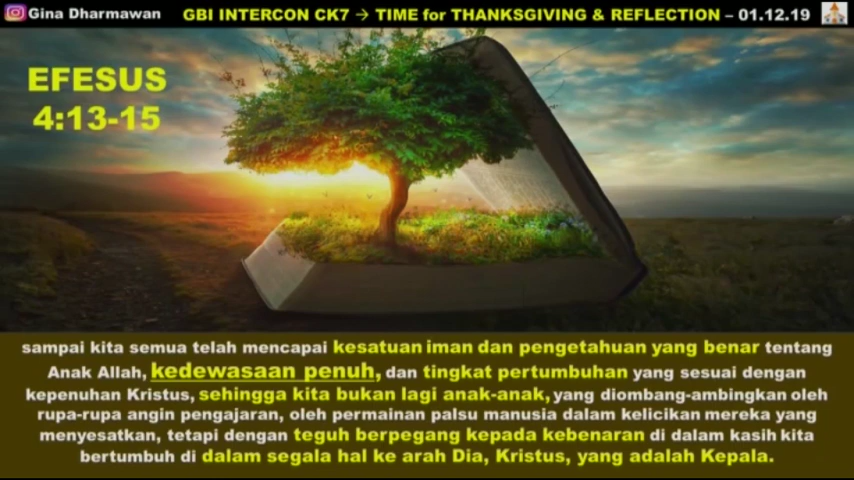 Gina Dharmawan GBI INTERCON CK7 → TIME for THANKSGIVING & REFLECTION – 01.12.19
EFESUS
4:13-15
sampai kita semua telah mencapai kesatuan iman dan pengetahuan yang benar tentang
Anak Allah, kedewasaan penuh, dan tingkat pertumbuhan yang sesuai dengan
kepenuhan Kristus, sehingga kita bukan lagi anak-anak, yang diombang-ambingkan oleh
rupa-rupa angin pengajaran, oleh permainan palsu manusia dalam kelicikan mereka yang
menyesatkan, tetapi dengan teguh berpegang kepada kebenaran di dalam kasih kita
bertumbuh di dalam segala hal ke arah Dia, Kristus, yang adalah Kepala.